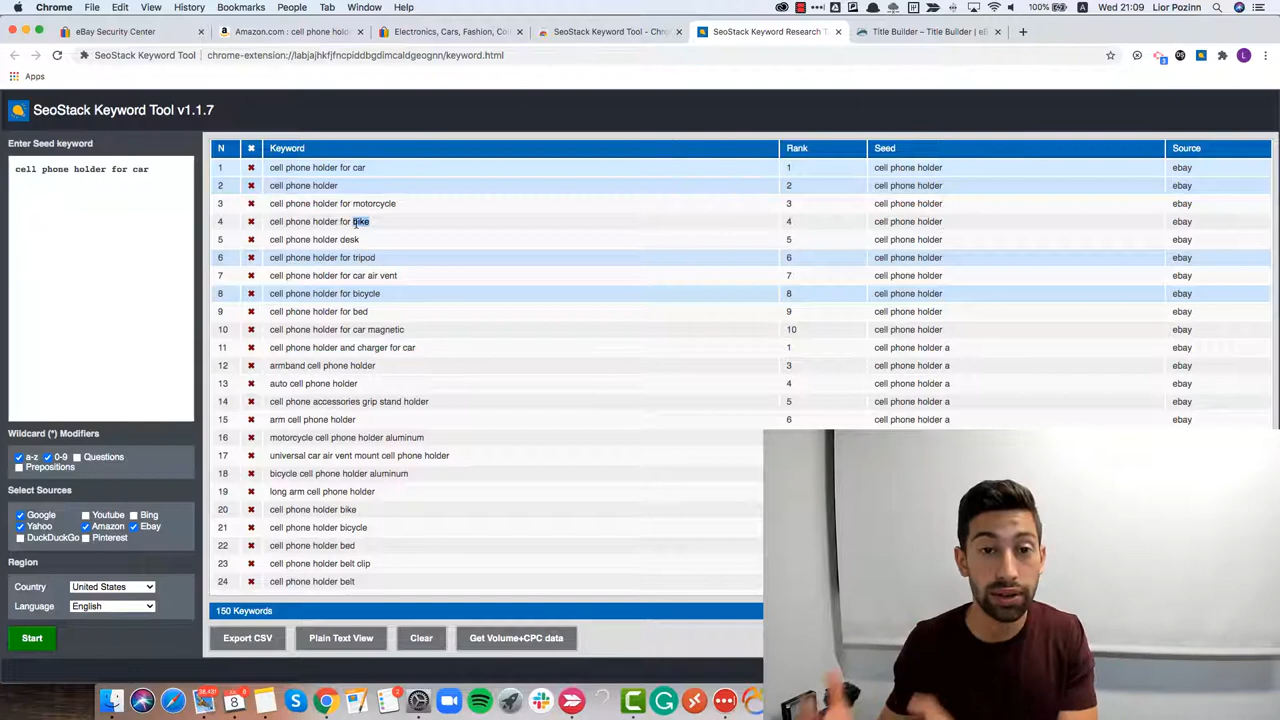 Chrome File Edit View History Bookmarks People Tab Window Help 100% Wed 21:09 Lior Pozinn
eBay Security Center Amazon.com : cell phone hold Electronics, Cars, Fashion, Col SeoStack Keyword Tool - Chro SeoStack Keyword Research T Title Builder – Title Builder | eB
SeoStack Keyword Tool chrome-extension://labjajhkfjfncpiddbgdimcaldgeognn/keyword.html
Apps
SeoStack Keyword Tool v1.1.7
Enter Seed keyword
cell phone holder for car
Wildcard (*) Modifiers
a-z 0-9 Questions
Prepositions
Select Sources
Google Youtube Bing
Yahoo Amazon Ebay
DuckDuckGo Pinterest
Region
Country United States
Language English
Start
N Keyword Rank Seed Source
1 cell phone holder for car 1 cell phone holder ebay
2 cell phone holder 2 cell phone holder ebay
3 cell phone holder for motorcycle 3 cell phone holder ebay
4 cell phone holder for bike 4 cell phone holder ebay
5 cell phone holder desk 5 cell phone holder ebay
6 cell phone holder for tripod 6 cell phone holder ebay
7 cell phone holder for car air vent 7 cell phone holder ebay
8 cell phone holder for bicycle 8 cell phone holder ebay
9 cell phone holder for bed 9 cell phone holder ebay
10 cell phone holder for car magnetic 10 cell phone holder ebay
11 cell phone holder and charger for car 1 cell phone holder a ebay
12 armband cell phone holder 3 cell phone holder a ebay
13 auto cell phone holder 4 cell phone holder a ebay
14 cell phone accessories grip stand holder 5 cell phone holder a ebay
15 arm cell phone holder 6 cell phone holder a ebay
16 motorcycle cell phone holder aluminum
17 universal car air vent mount cell phone holder
18 bicycle cell phone holder aluminum
19 long arm cell phone holder
20 cell phone holder bike
21 cell phone holder bicycle
22 cell phone holder bed
23 cell phone holder belt clip
24 cell phone holder belt
150 Keywords
Export CSV Plain Text View Clear Get Volume+CPC data